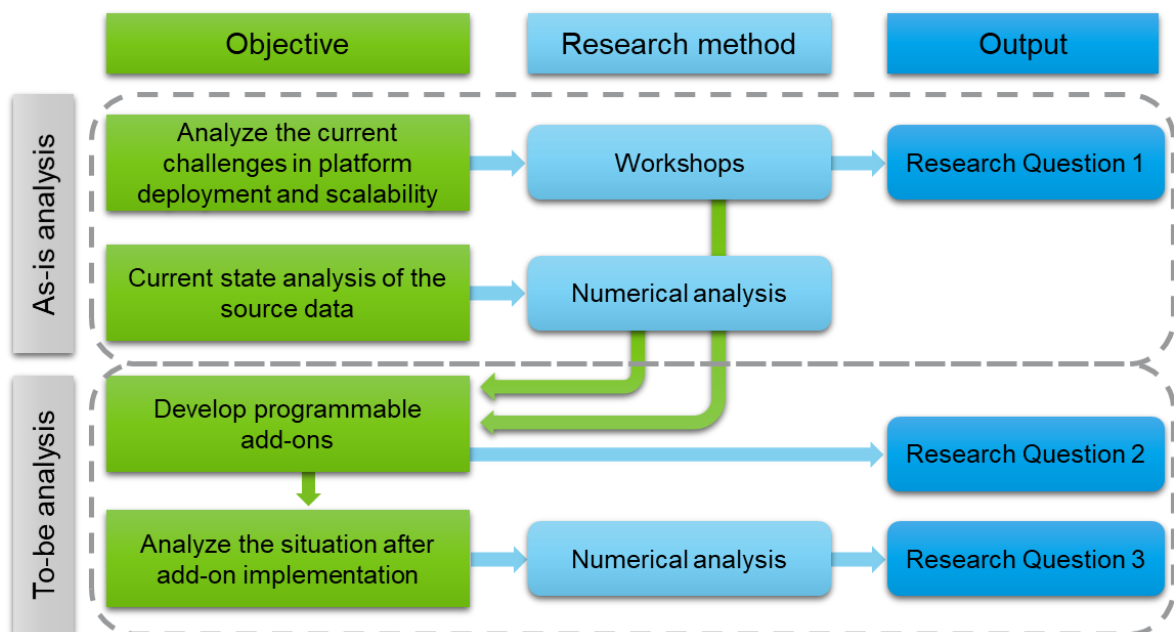 Objective
Research method
Output
As-is analysis
Analyze the current
challenges in platform
deployment and scalability
Workshops
Research Question 1
Current state analysis of the
source data
Numerical analysis
To-be analysis
Develop programmable
add-ons
Research Question 2
Analyze the situation after
add-on implementation
Numerical analysis
Research Question 3